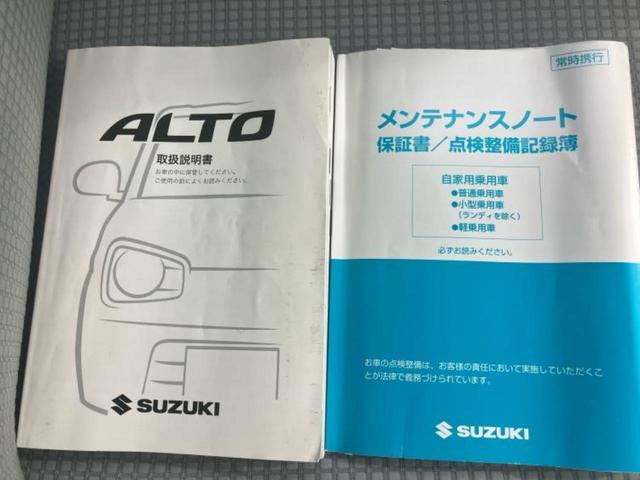 ALTO
取扱説明書
お車の中に保管してください。
ご使用の前によくお読みください。
SUZUKI
常時携行
メンテナンスノート
保証書/点検整備記録簿
自家用乗用車
●普通乗用車
●小型乗用車
(ランディを除く)
●軽乗用車
必ずお読みください。
お車の点検整備は、お客様の責任において実施していただくこ
とが法律で義務づけられています。
SUZUKI